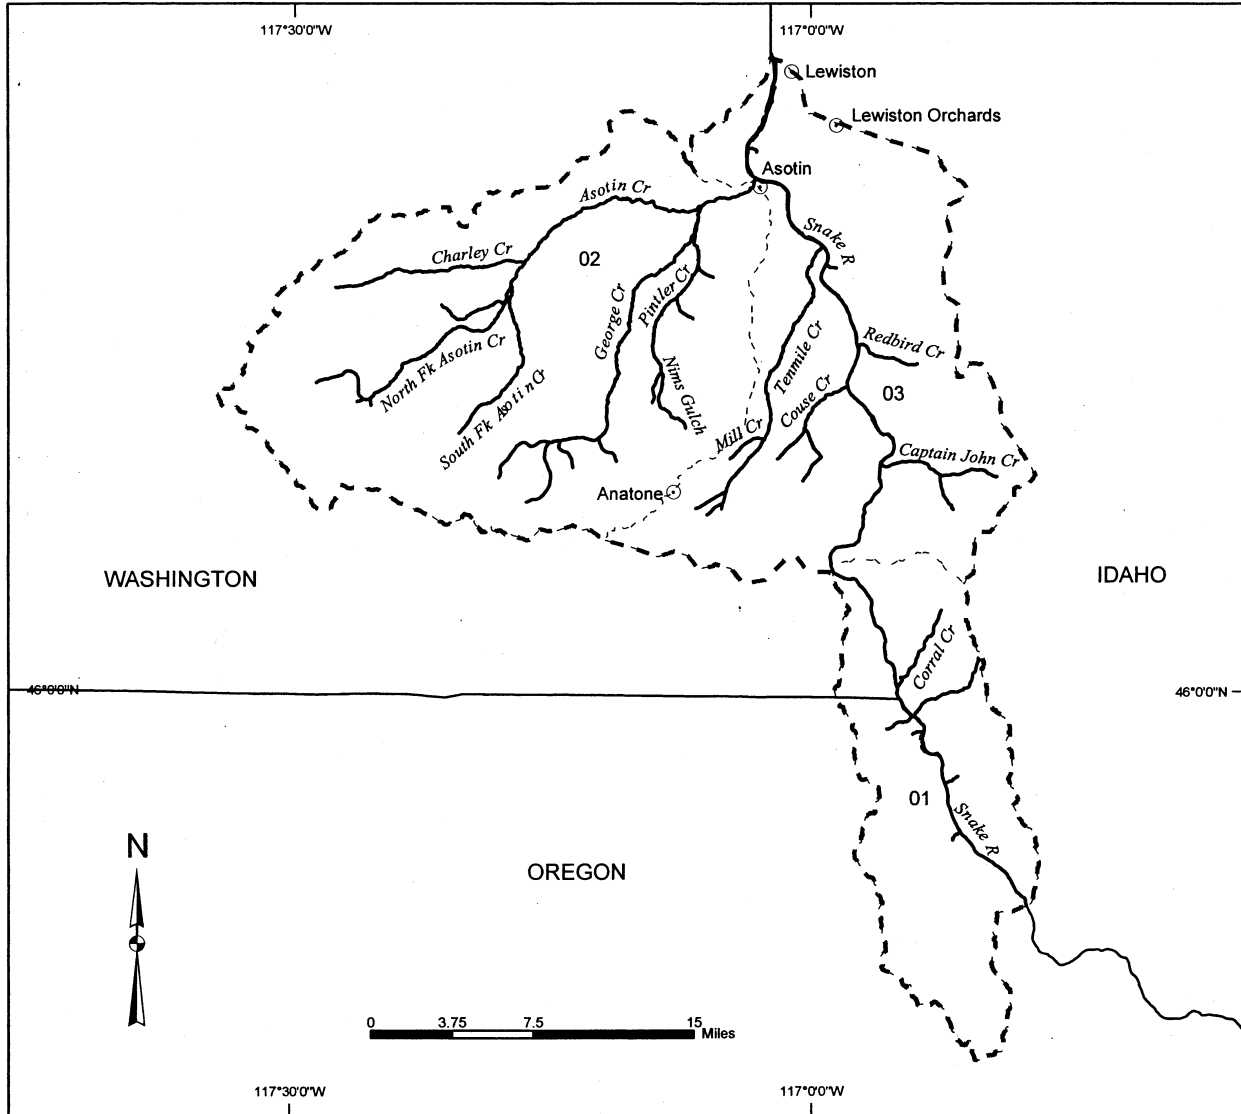 117°30'0"W
117°0'0"W
Lewiston
Lewiston Orchards
Asotin
Asotin Cr
Snake R
Charley Cr
02
George Cr
Pintler Cr
Tenmile Cr
Redbird Cr
North Fk Asotin Cr
South Fk Asotin Cr
Nims Gulch
Couse Cr
03
Mill Cr
Captain John Cr
Anatone
WASHINGTON
IDAHO
Corral Cr
46°0'0"N
46°0'0"N
01
Snake R
OREGON
N
0
3.75
7.5
15
Miles
117°30'0"W
117°0'0"W